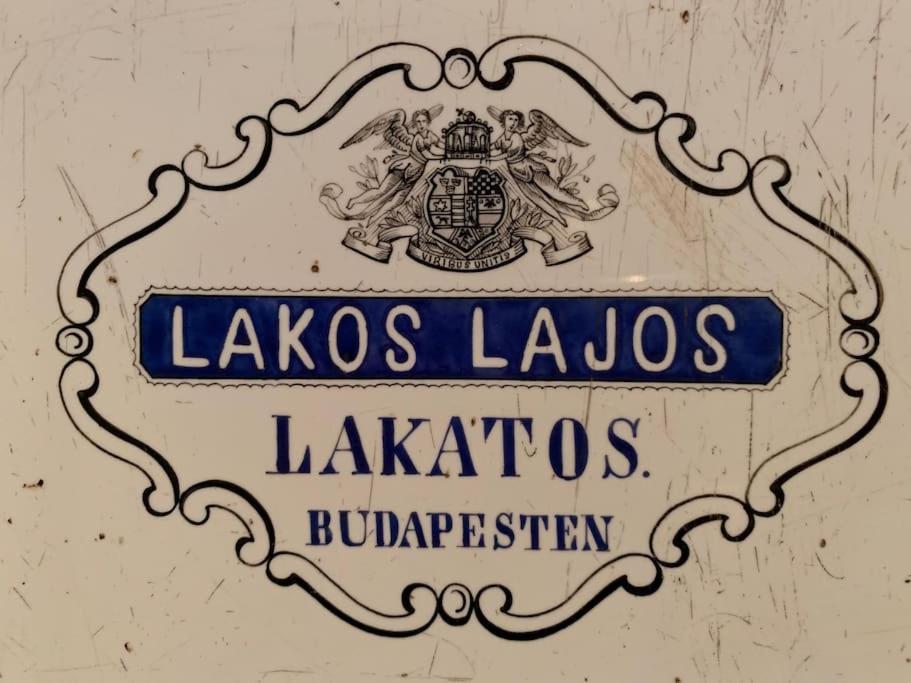 VIRIBUS UNITIS
LAKOS LAJOS
LAKATOS.
BUDAPESTEN